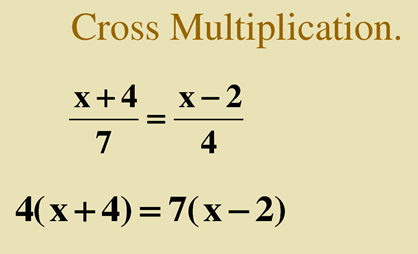 Cross Multiplication.
x + 4 / 7 = x − 2 / 4
4(x + 4) = 7(x − 2)